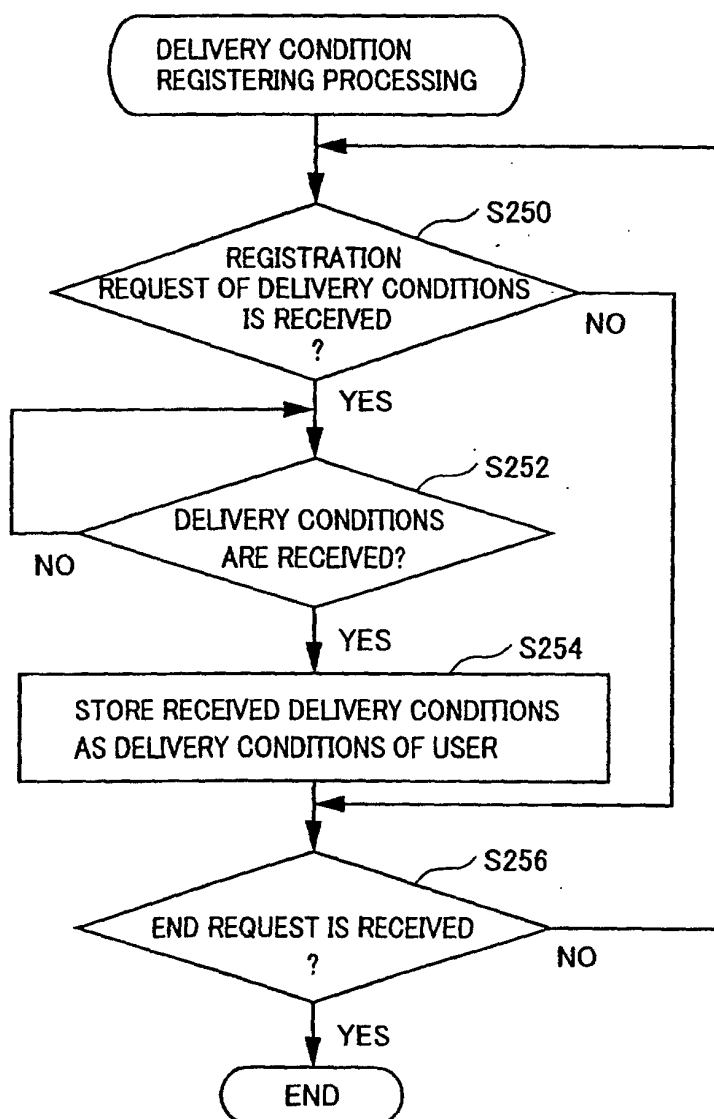 DELIVERY CONDITION
REGISTERING PROCESSING
S250
REGISTRATION
REQUEST OF DELIVERY CONDITIONS
IS RECEIVED
?
NO
YES
S252
DELIVERY CONDITIONS
ARE RECEIVED?
NO
YES
S254
STORE RECEIVED DELIVERY CONDITIONS
AS DELIVERY CONDITIONS OF USER
S256
END REQUEST IS RECEIVED
?
NO
YES
END